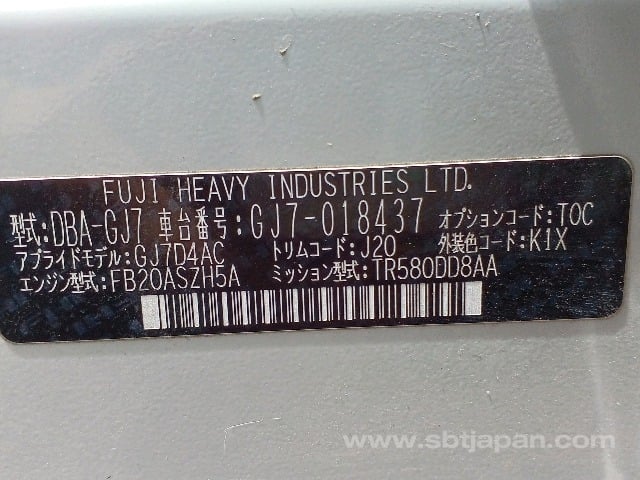 FUJI HEAVY INDUSTRIES LTD.
型式:DBA-GJ7 車台番号:GJ7-018437 オプションコード:TOC
アプライドモデル:GJ7D4AC トリムコード:J20 外装色コード:K1X
エンジン型式:FB20ASZH5A ミッション型式:TR580DD8AA
www.sbtjapan.com